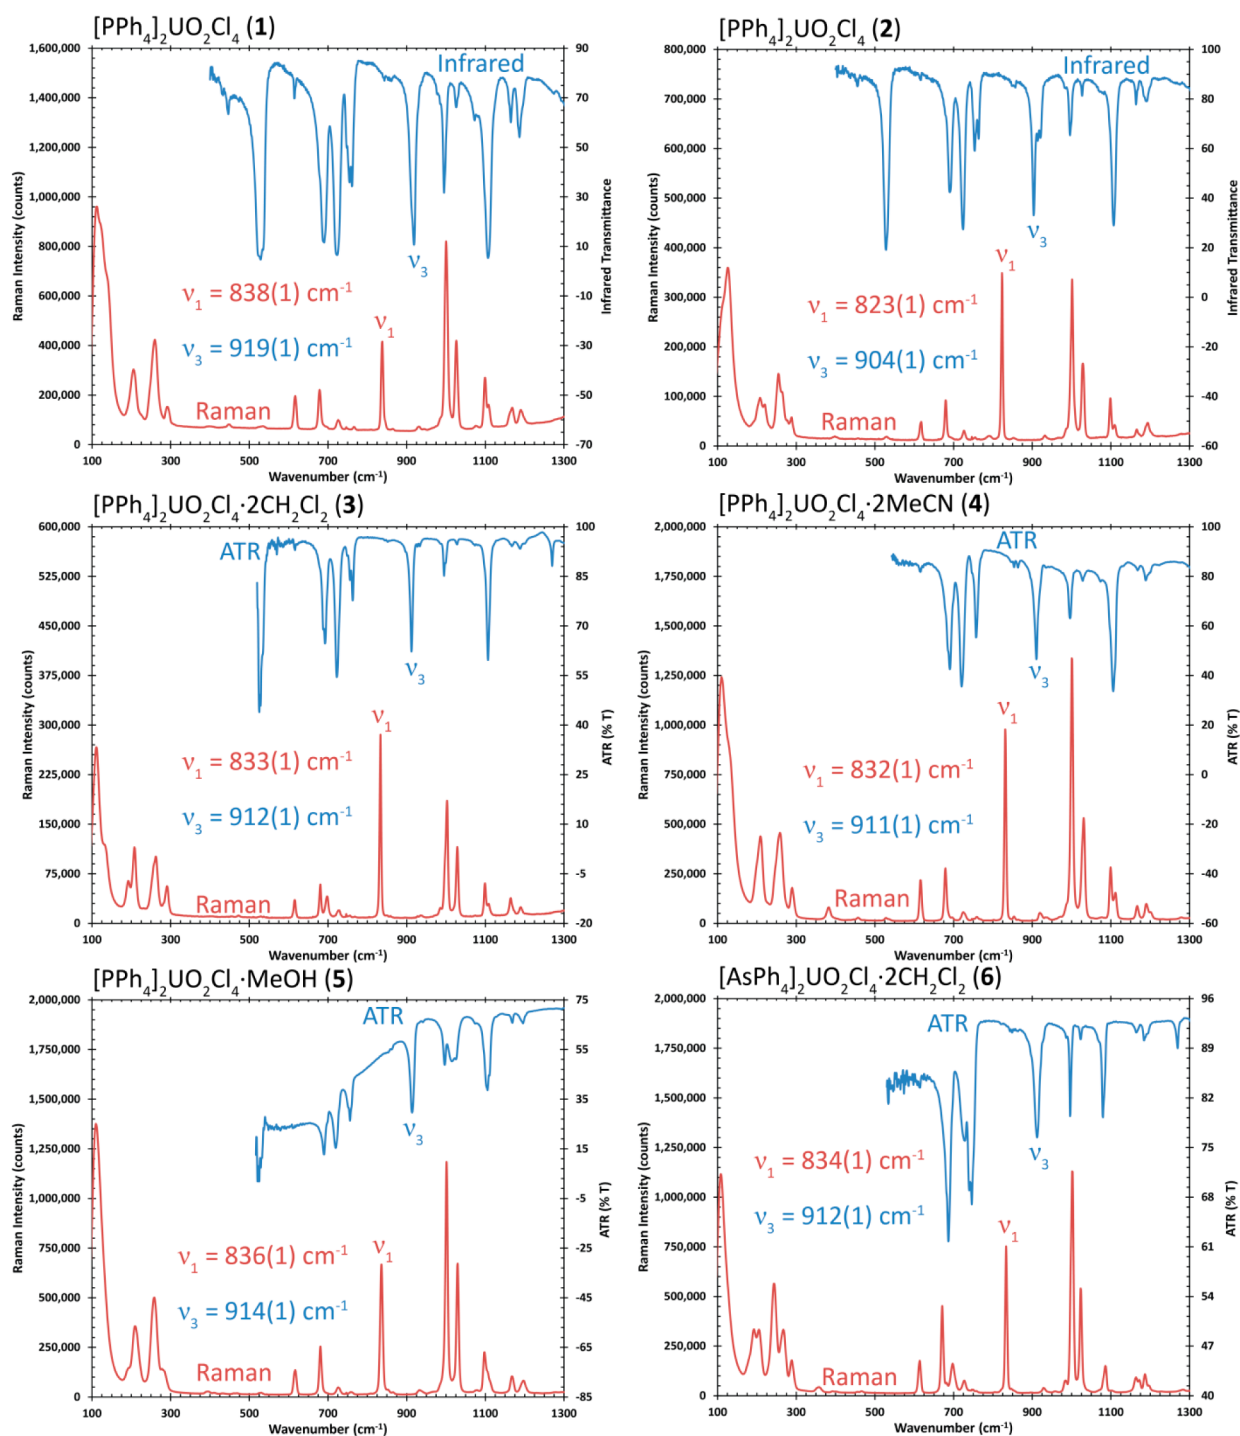 [PPh₄]₂UO₂Cl₄ (1)
1,600,000
1,400,000
1,200,000
1,000,000
800,000
600,000
400,000
200,000
0
Raman Intensity (counts)
90
70
50
30
10
-10
-30
-50
-70
Infrared Transmittance
Infrared
ν₃
ν₁ = 838(1) cm⁻¹
ν₁
ν₃ = 919(1) cm⁻¹
Raman
100 300 500 700 900 1100 1300
Wavenumber (cm⁻¹)
[PPh₄]₂UO₂Cl₄ (2)
800,000
700,000
600,000
500,000
400,000
300,000
200,000
100,000
0
Raman Intensity (counts)
100
80
60
40
20
0
-20
-40
-60
Infrared Transmittance
Infrared
ν₃
ν₁
ν₁ = 823(1) cm⁻¹
ν₃ = 904(1) cm⁻¹
Raman
100 300 500 700 900 1100 1300
Wavenumber (cm⁻¹)
[PPh₄]₂UO₂Cl₄·2CH₂Cl₂ (3)
600,000
525,000
450,000
375,000
300,000
225,000
150,000
75,000
0
Raman Intensity (counts)
100
85
70
55
40
25
10
-5
-20
ATR (% T)
ATR
ν₃
ν₁
ν₁ = 833(1) cm⁻¹
ν₃ = 912(1) cm⁻¹
Raman
100 300 500 700 900 1100 1300
Wavenumber (cm⁻¹)
[PPh₄]₂UO₂Cl₄·2MeCN (4)
2,000,000
1,750,000
1,500,000
1,250,000
1,000,000
750,000
500,000
250,000
0
Raman Intensity (counts)
100
80
60
40
20
0
-20
-40
-60
ATR (% T)
ATR
ν₃
ν₁
ν₁ = 832(1) cm⁻¹
ν₃ = 911(1) cm⁻¹
Raman
100 300 500 700 900 1100 1300
Wavenumber (cm⁻¹)
[PPh₄]₂UO₂Cl₄·MeOH (5)
2,000,000
1,750,000
1,500,000
1,250,000
1,000,000
750,000
500,000
250,000
0
Raman Intensity (counts)
75
55
35
15
-5
-25
-45
-65
-85
ATR (% T)
ATR
ν₃
ν₁ = 836(1) cm⁻¹
ν₁
ν₃ = 914(1) cm⁻¹
Raman
100 300 500 700 900 1100 1300
Wavenumber (cm⁻¹)
[AsPh₄]₂UO₂Cl₄·2CH₂Cl₂ (6)
2,000,000
1,750,000
1,500,000
1,250,000
1,000,000
750,000
500,000
250,000
0
Raman Intensity (counts)
96
89
82
75
68
61
54
47
40
ATR (% T)
ATR
ν₁ = 834(1) cm⁻¹
ν₃
ν₃ = 912(1) cm⁻¹
ν₁
Raman
100 300 500 700 900 1100 1300
Wavenumber (cm⁻¹)